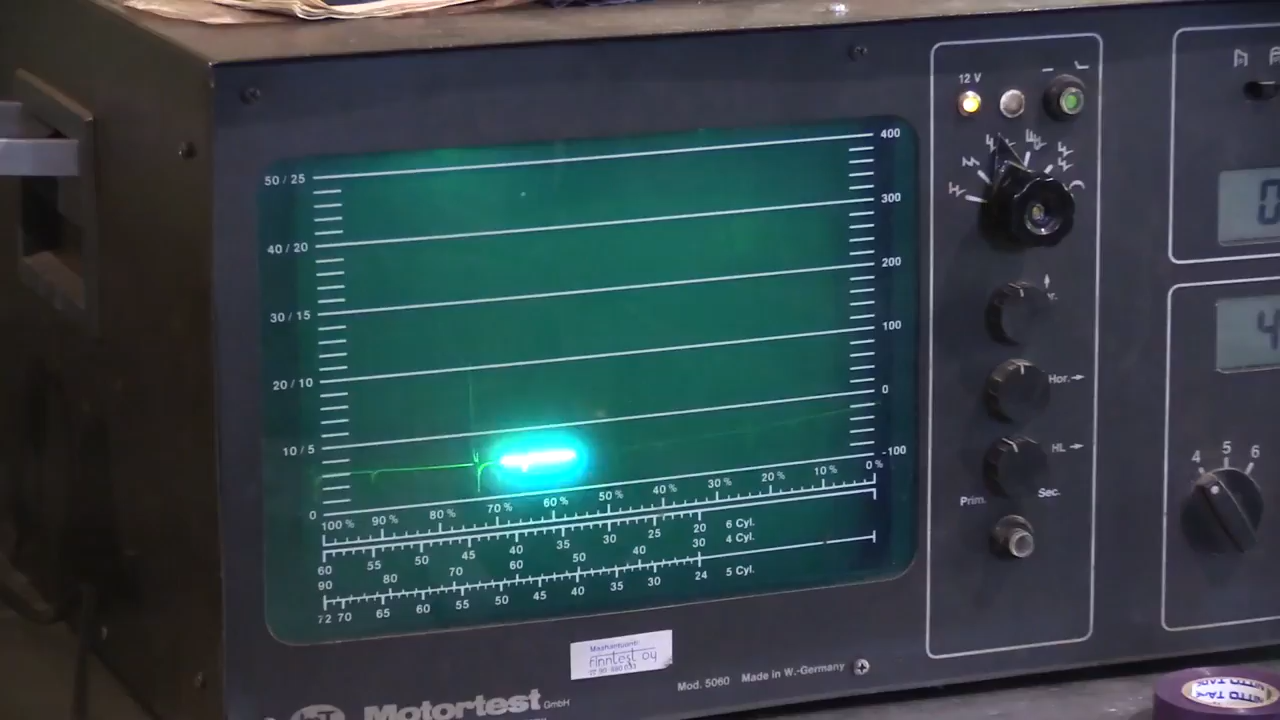 50 / 25
40 / 20
30 / 15
20 / 10
10 / 5
0
400
300
200
100
0
-100
100 % 90 % 80 % 70 % 60 % 50 % 40 % 30 % 20 % 10 % 0 %
60 55 50 45 40 35 30 25 20 6 Cyl.
90 80 70 60 50 40 30 4 Cyl.
72 70 65 60 55 50 45 40 35 30 24 5 Cyl.
12 V
Hor.
HL
Prim. Sec.
4 5 6
Maahantuonti:
Finntest oy
Mod. 5060 Made in W.-Germany
Motortest GmbH